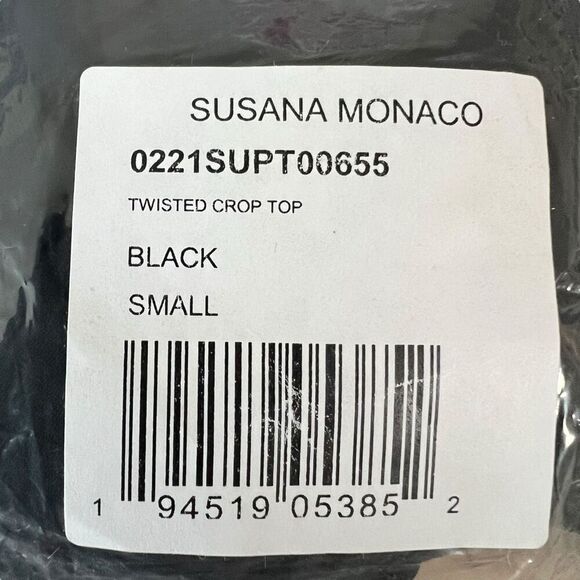 SUSANA MONACO
0221SUPT00655
TWISTED CROP TOP
BLACK
SMALL
1 94519 05385 2